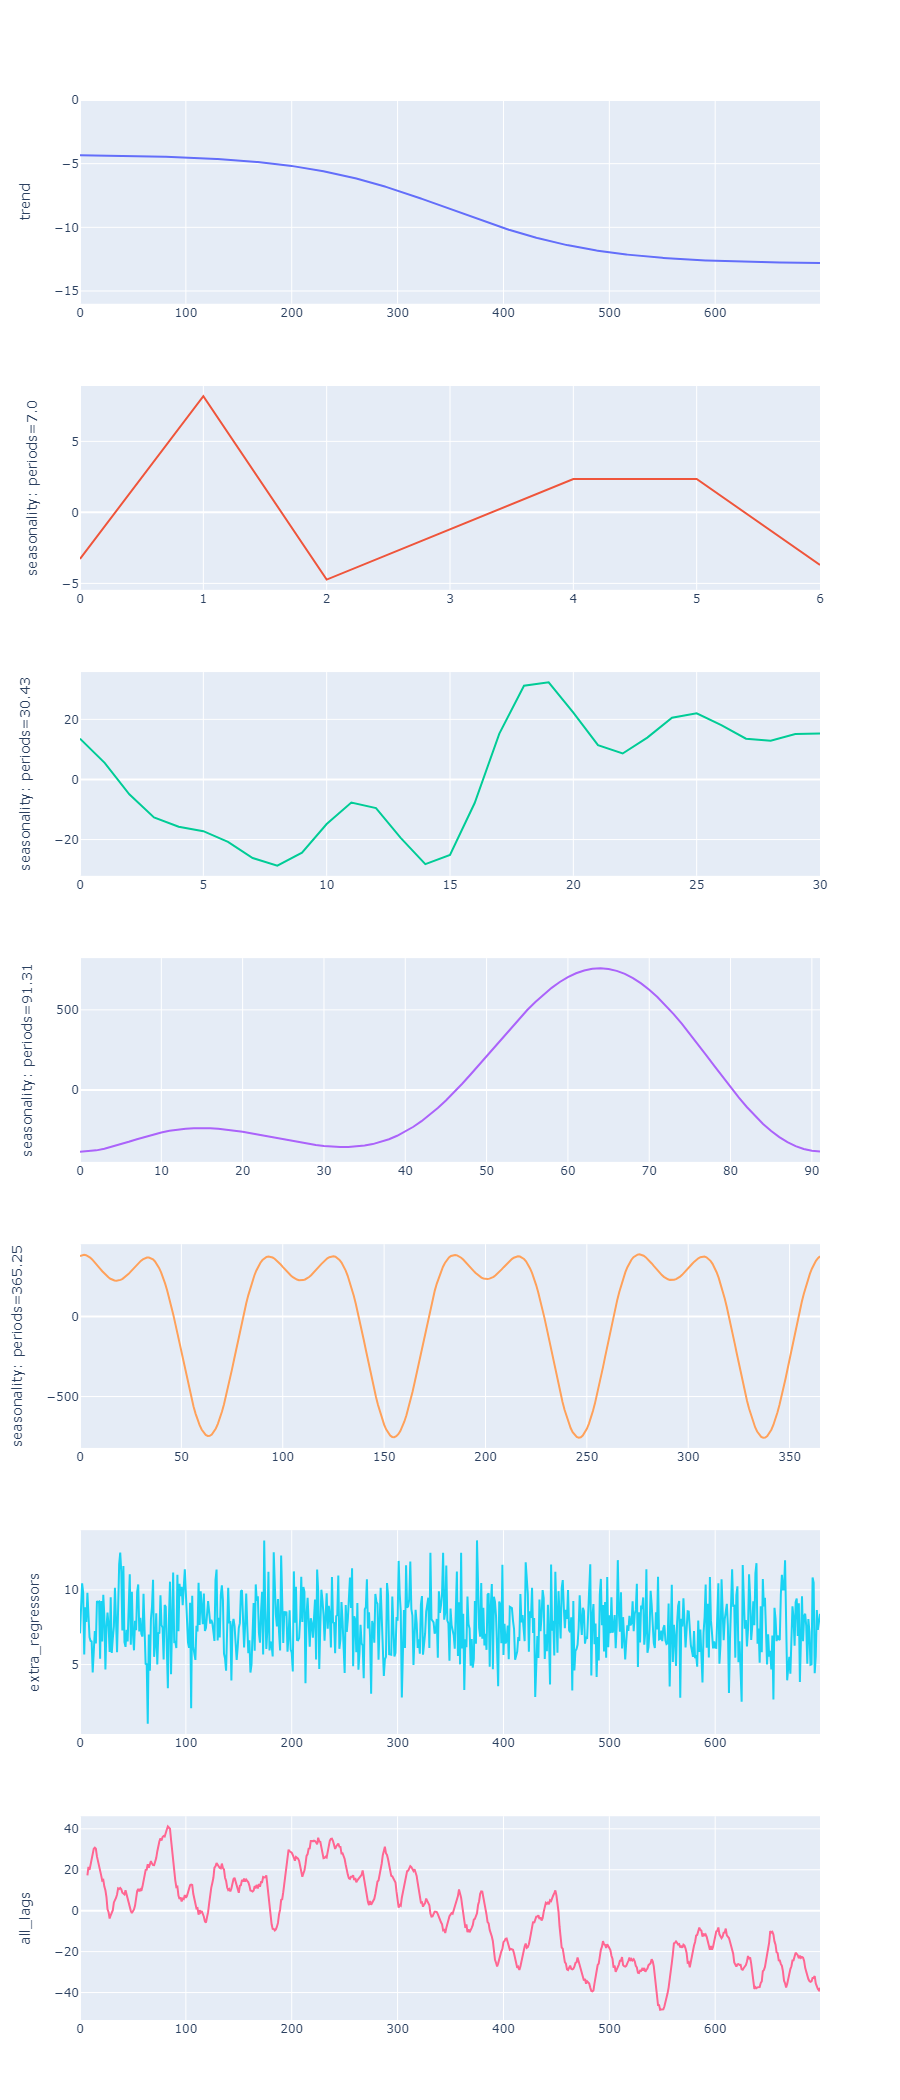 0
−5
−10
−15
trend
0 100 200 300 400 500 600
5
0
−5
seasonality: periods=7.0
0 1 2 3 4 5 6
20
0
−20
seasonality: periods=30.43
0 5 10 15 20 25 30
500
0
seasonality: periods=91.31
0 10 20 30 40 50 60 70 80 90
0
−500
seasonality: periods=365.25
0 50 100 150 200 250 300 350
10
5
extra_regressors
0 100 200 300 400 500 600
40
20
0
−20
−40
all_lags
0 100 200 300 400 500 600